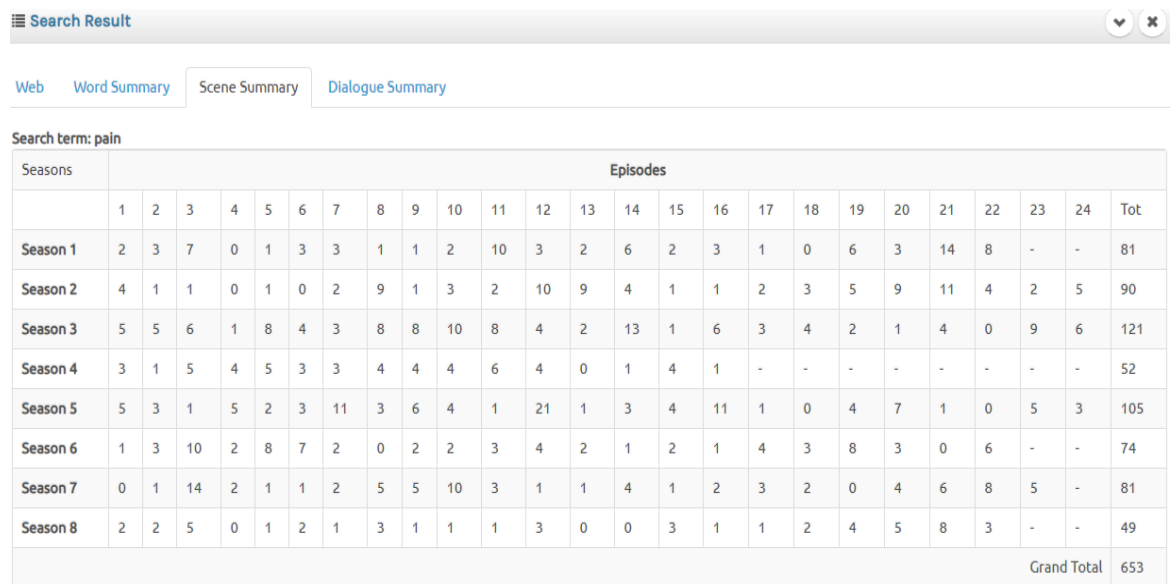 Search Result
Web Word Summary Scene Summary Dialogue Summary
Search term: pain
Seasons Episodes
1 2 3 4 5 6 7 8 9 10 11 12 13 14 15 16 17 18 19 20 21 22 23 24 Tot
Season 1 2 3 7 0 1 3 3 1 1 2 10 3 2 6 2 3 1 0 6 3 14 8 - - 81
Season 2 4 1 1 0 1 0 2 9 1 3 2 10 9 4 1 1 2 3 5 9 11 4 2 5 90
Season 3 5 5 6 1 8 4 3 8 8 10 8 4 2 13 1 6 3 4 2 1 4 0 9 6 121
Season 4 3 1 5 4 5 3 3 4 4 4 6 4 0 1 4 1 - - - - - - - - 52
Season 5 5 3 1 5 2 3 11 3 6 4 1 21 1 3 4 11 1 0 4 7 1 0 5 3 105
Season 6 1 3 10 2 8 7 2 0 2 2 3 4 2 1 2 1 4 3 8 3 0 6 - - 74
Season 7 0 1 14 2 1 1 2 5 5 10 3 1 1 4 1 2 3 2 0 4 6 8 5 - 81
Season 8 2 2 5 0 1 2 1 3 1 1 1 3 0 0 3 1 1 2 4 5 8 3 - - 49
Grand Total 653